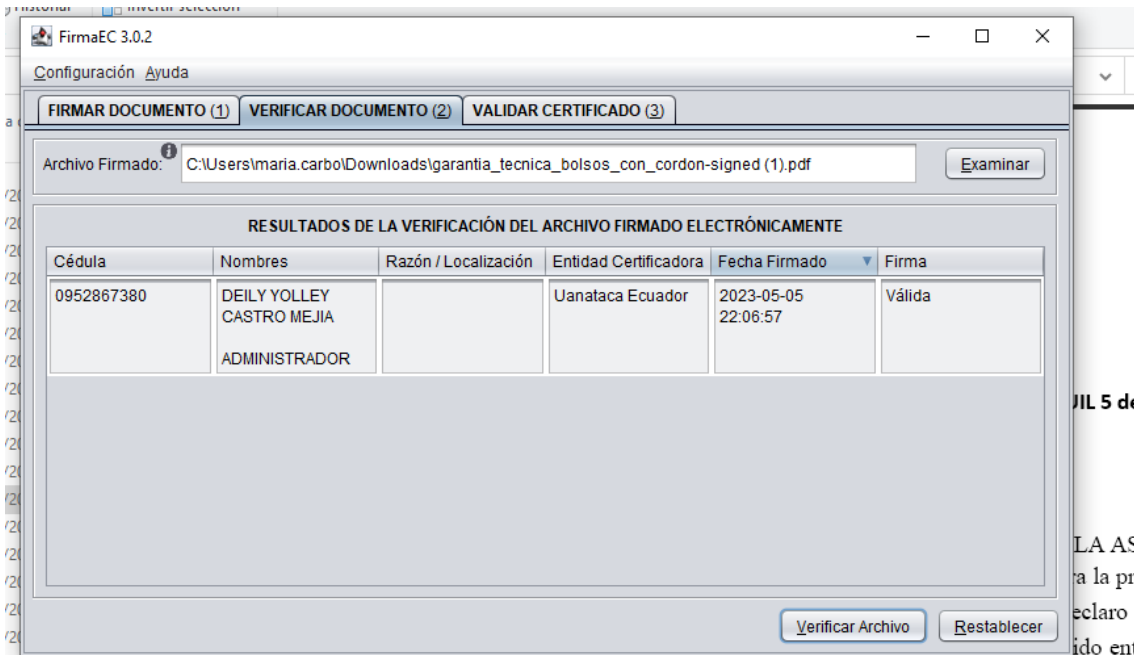 FirmaEC 3.0.2
Configuración Ayuda
FIRMAR DOCUMENTO (1) VERIFICAR DOCUMENTO (2) VALIDAR CERTIFICADO (3)
Archivo Firmado: C:\Users\maria.carbo\Downloads\garantia_tecnica_bolsos_con_cordon-signed (1).pdf Examinar
RESULTADOS DE LA VERIFICACIÓN DEL ARCHIVO FIRMADO ELECTRÓNICAMENTE
Cédula Nombres Razón / Localización Entidad Certificadora Fecha Firmado Firma
0952867380 DEILY YOLLEY Uanataca Ecuador 2023-05-05 Válida
CASTRO MEJIA 22:06:57
ADMINISTRADOR
UIL 5 de
LA AS
ra la pr
eclaro
ido ent
Verificar Archivo Restablecer